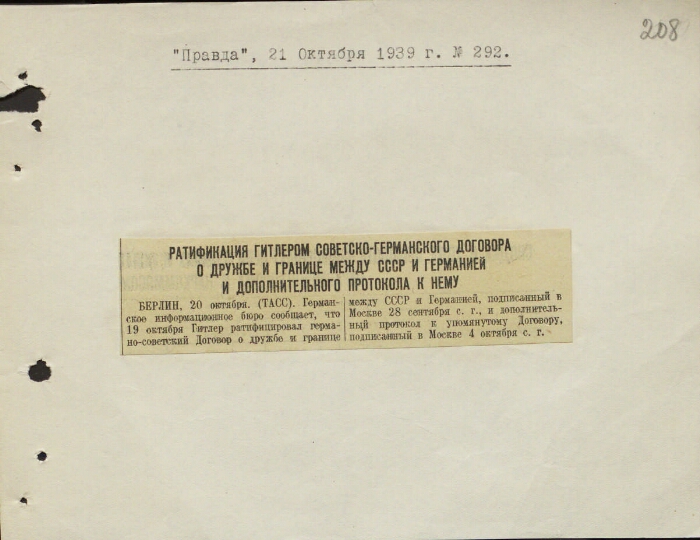 208
"Правда", 21 Октября 1939 г. № 292.
РАТИФИКАЦИЯ ГИТЛЕРОМ СОВЕТСКО-ГЕРМАНСКОГО ДОГОВОРА
О ДРУЖБЕ И ГРАНИЦЕ МЕЖДУ СССР И ГЕРМАНИЕЙ
И ДОПОЛНИТЕЛЬНОГО ПРОТОКОЛА К НЕМУ
БЕРЛИН, 20 октября. (ТАСС). Герман-
ское информационное бюро сообщает, что
19 октября Гитлер ратифицировал герма-
но-советский Договор о дружбе и границе
между СССР и Германией, подписанный в
Москве 28 сентября с. г., и дополнитель-
ный протокол к упомянутому Договору,
подписанный в Москве 4 октября с. г.